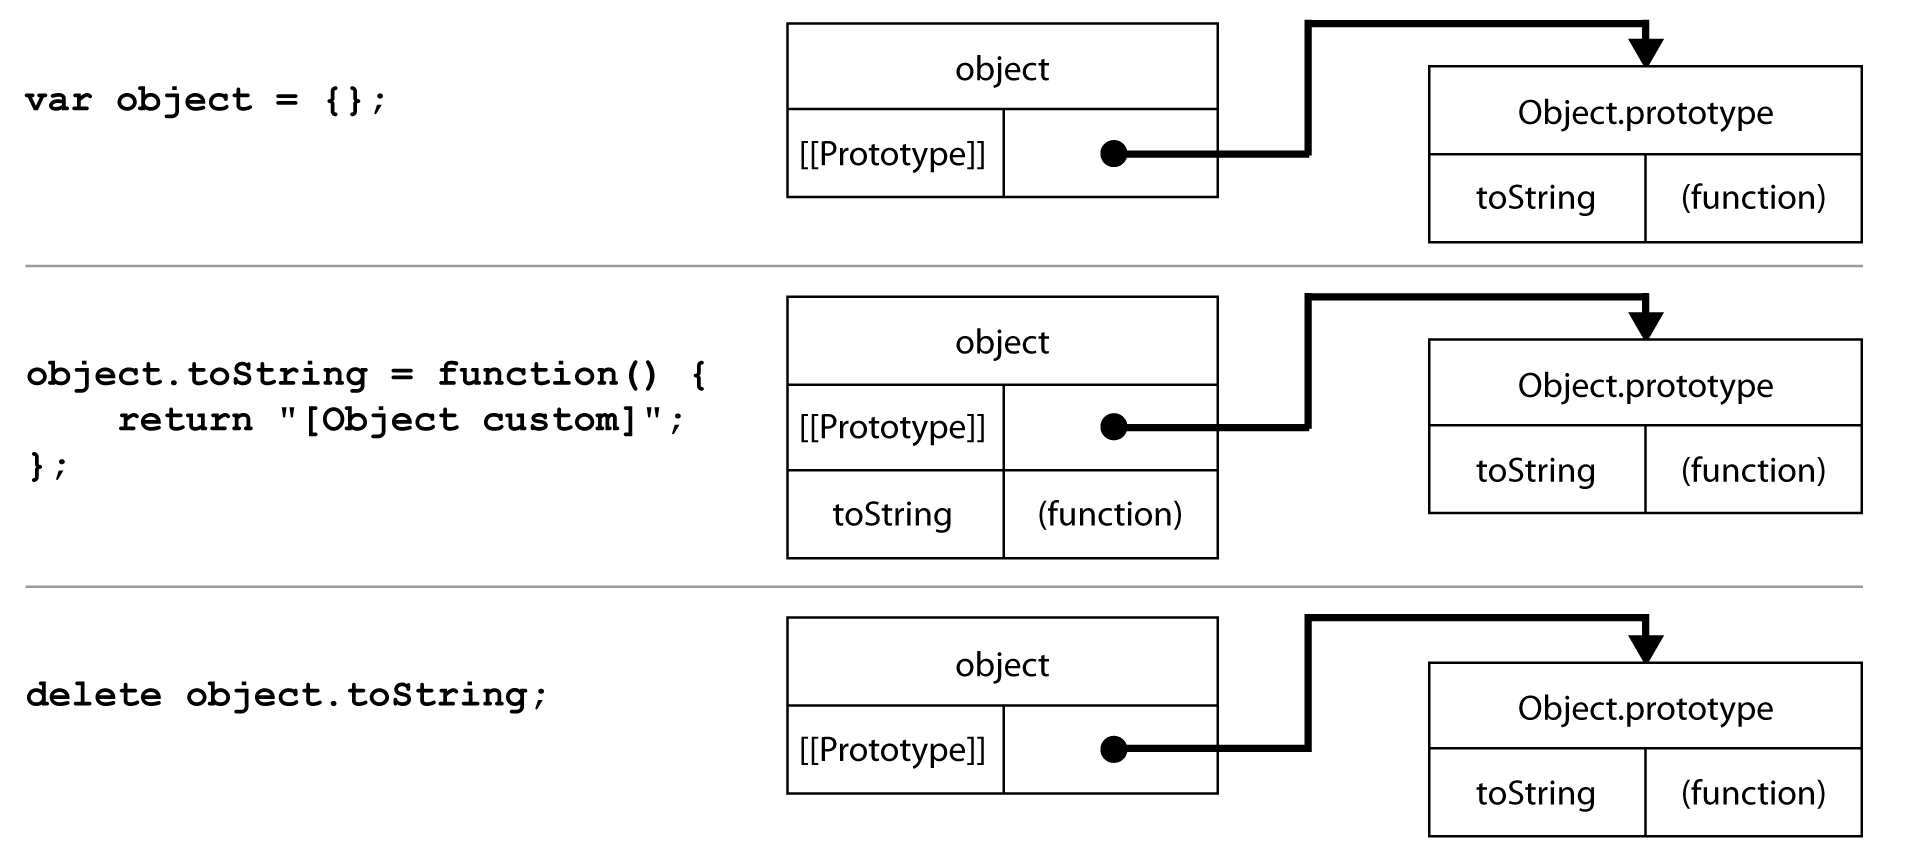 var object = {};
object
[[Prototype]]
Object.prototype
toString (function)
object.toString = function() {
    return "[Object custom]";
};
object
[[Prototype]]
toString (function)
Object.prototype
toString (function)
delete object.toString;
object
[[Prototype]]
Object.prototype
toString (function)